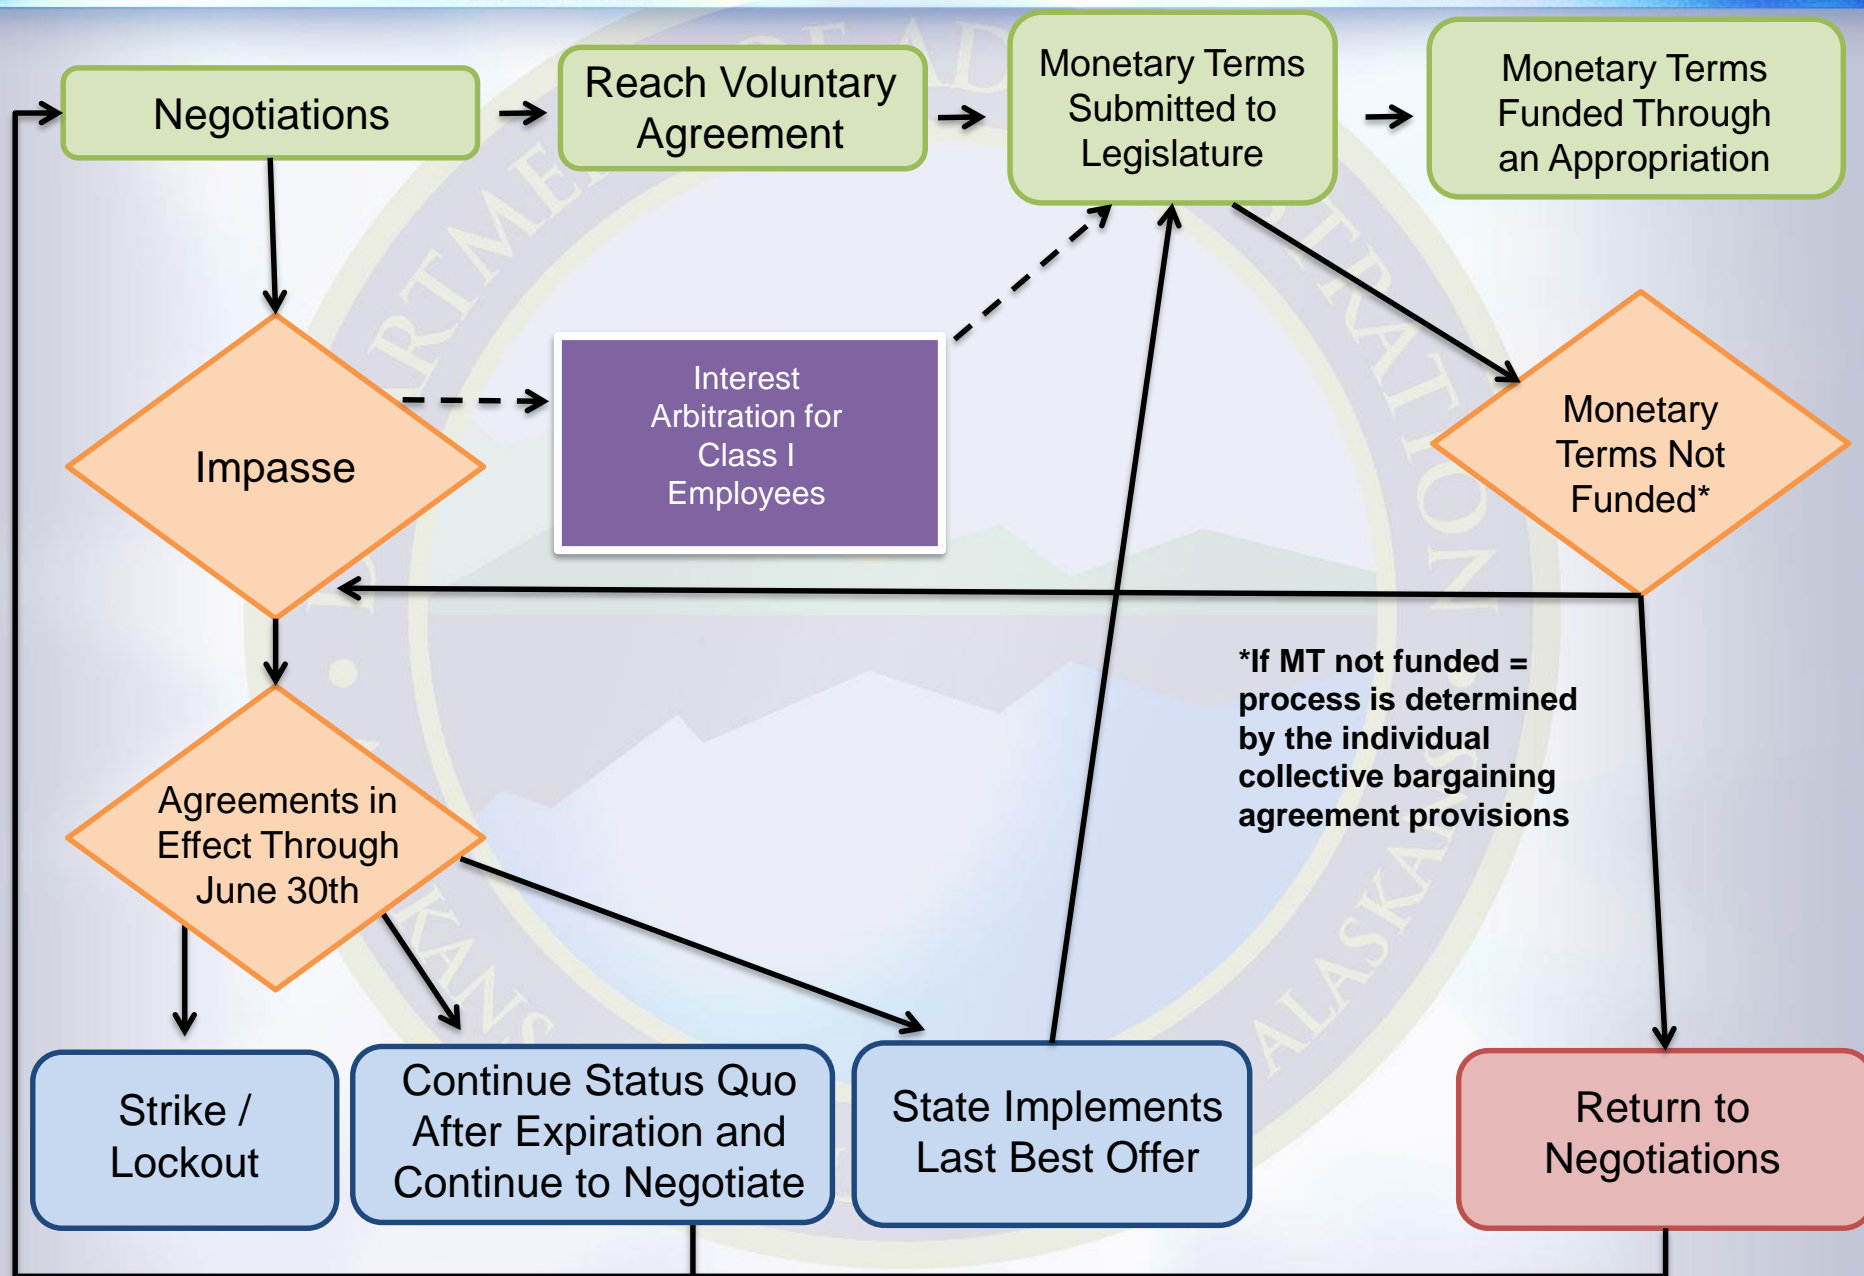 Negotiations
Reach Voluntary
Agreement
Monetary Terms
Submitted to
Legislature
Monetary Terms
Funded Through
an Appropriation
Impasse
Interest
Arbitration for
Class I
Employees
Monetary
Terms Not
Funded*
*If MT not funded =
process is determined
by the individual
collective bargaining
agreement provisions
Agreements in
Effect Through
June 30th
Strike /
Lockout
Continue Status Quo
After Expiration and
Continue to Negotiate
State Implements
Last Best Offer
Return to
Negotiations